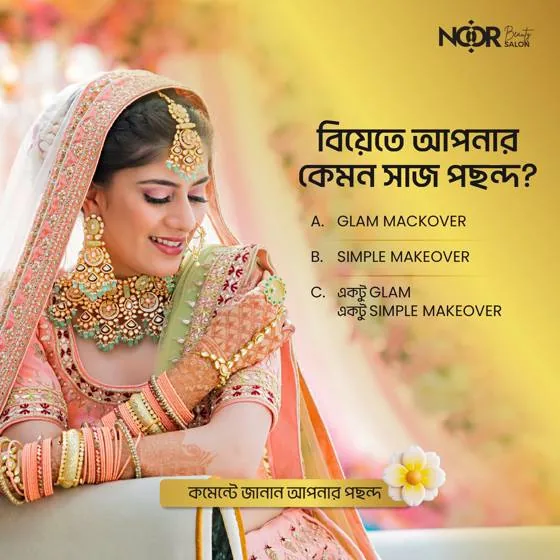 NOOR Beauty
SALON
বিয়েতে আপনার
কেমন সাজ পছন্দ?
A. GLAM MACKOVER
B. SIMPLE MAKEOVER
C. একটু GLAM
একটু SIMPLE MAKEOVER
কমেন্টে জানান আপনার পছন্দ